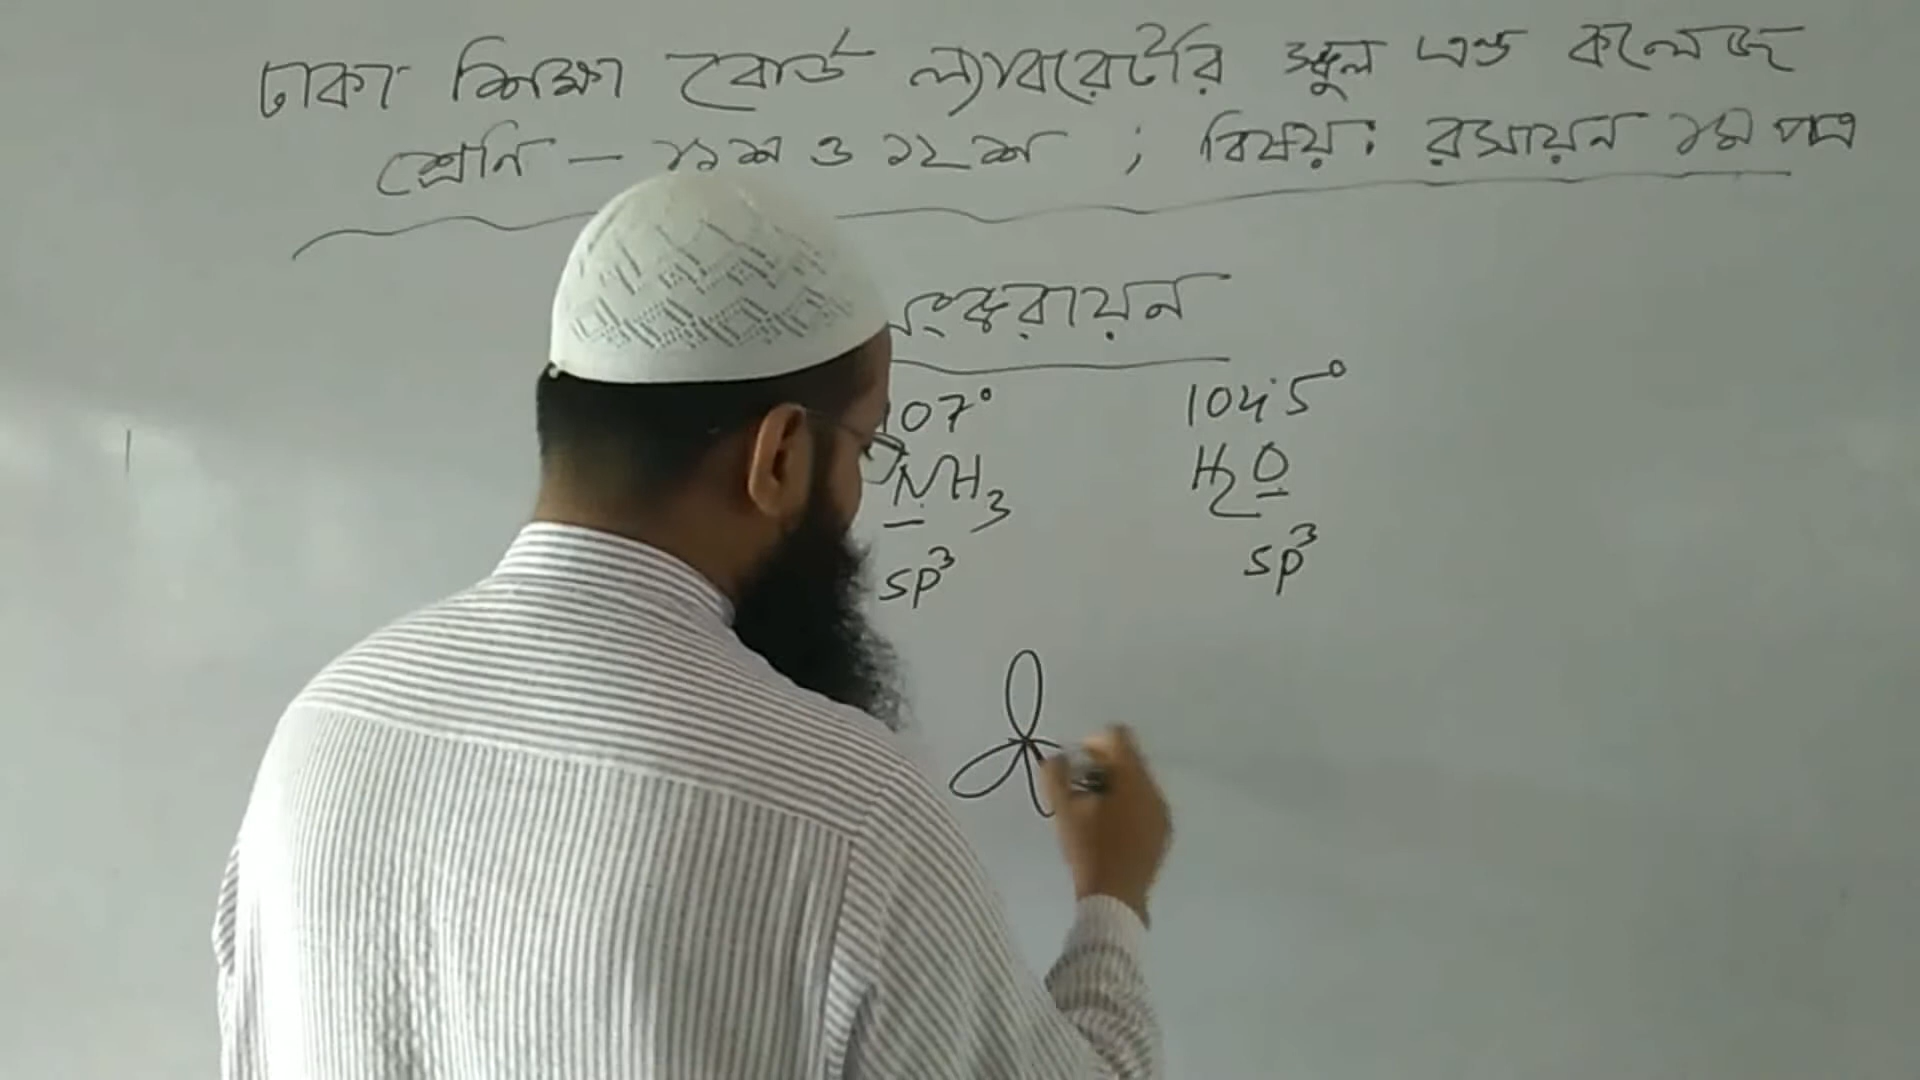 ঢাকা শিক্ষা বোর্ড ল্যাবরেটরি স্কুল এন্ড কলেজ
শ্রেনি – ১১শ ও ১২শ ; বিষয়: রসায়ন ১ম পত্র
সংকরায়ন
107° 104.5°
NH3 H2O
sp3 sp3